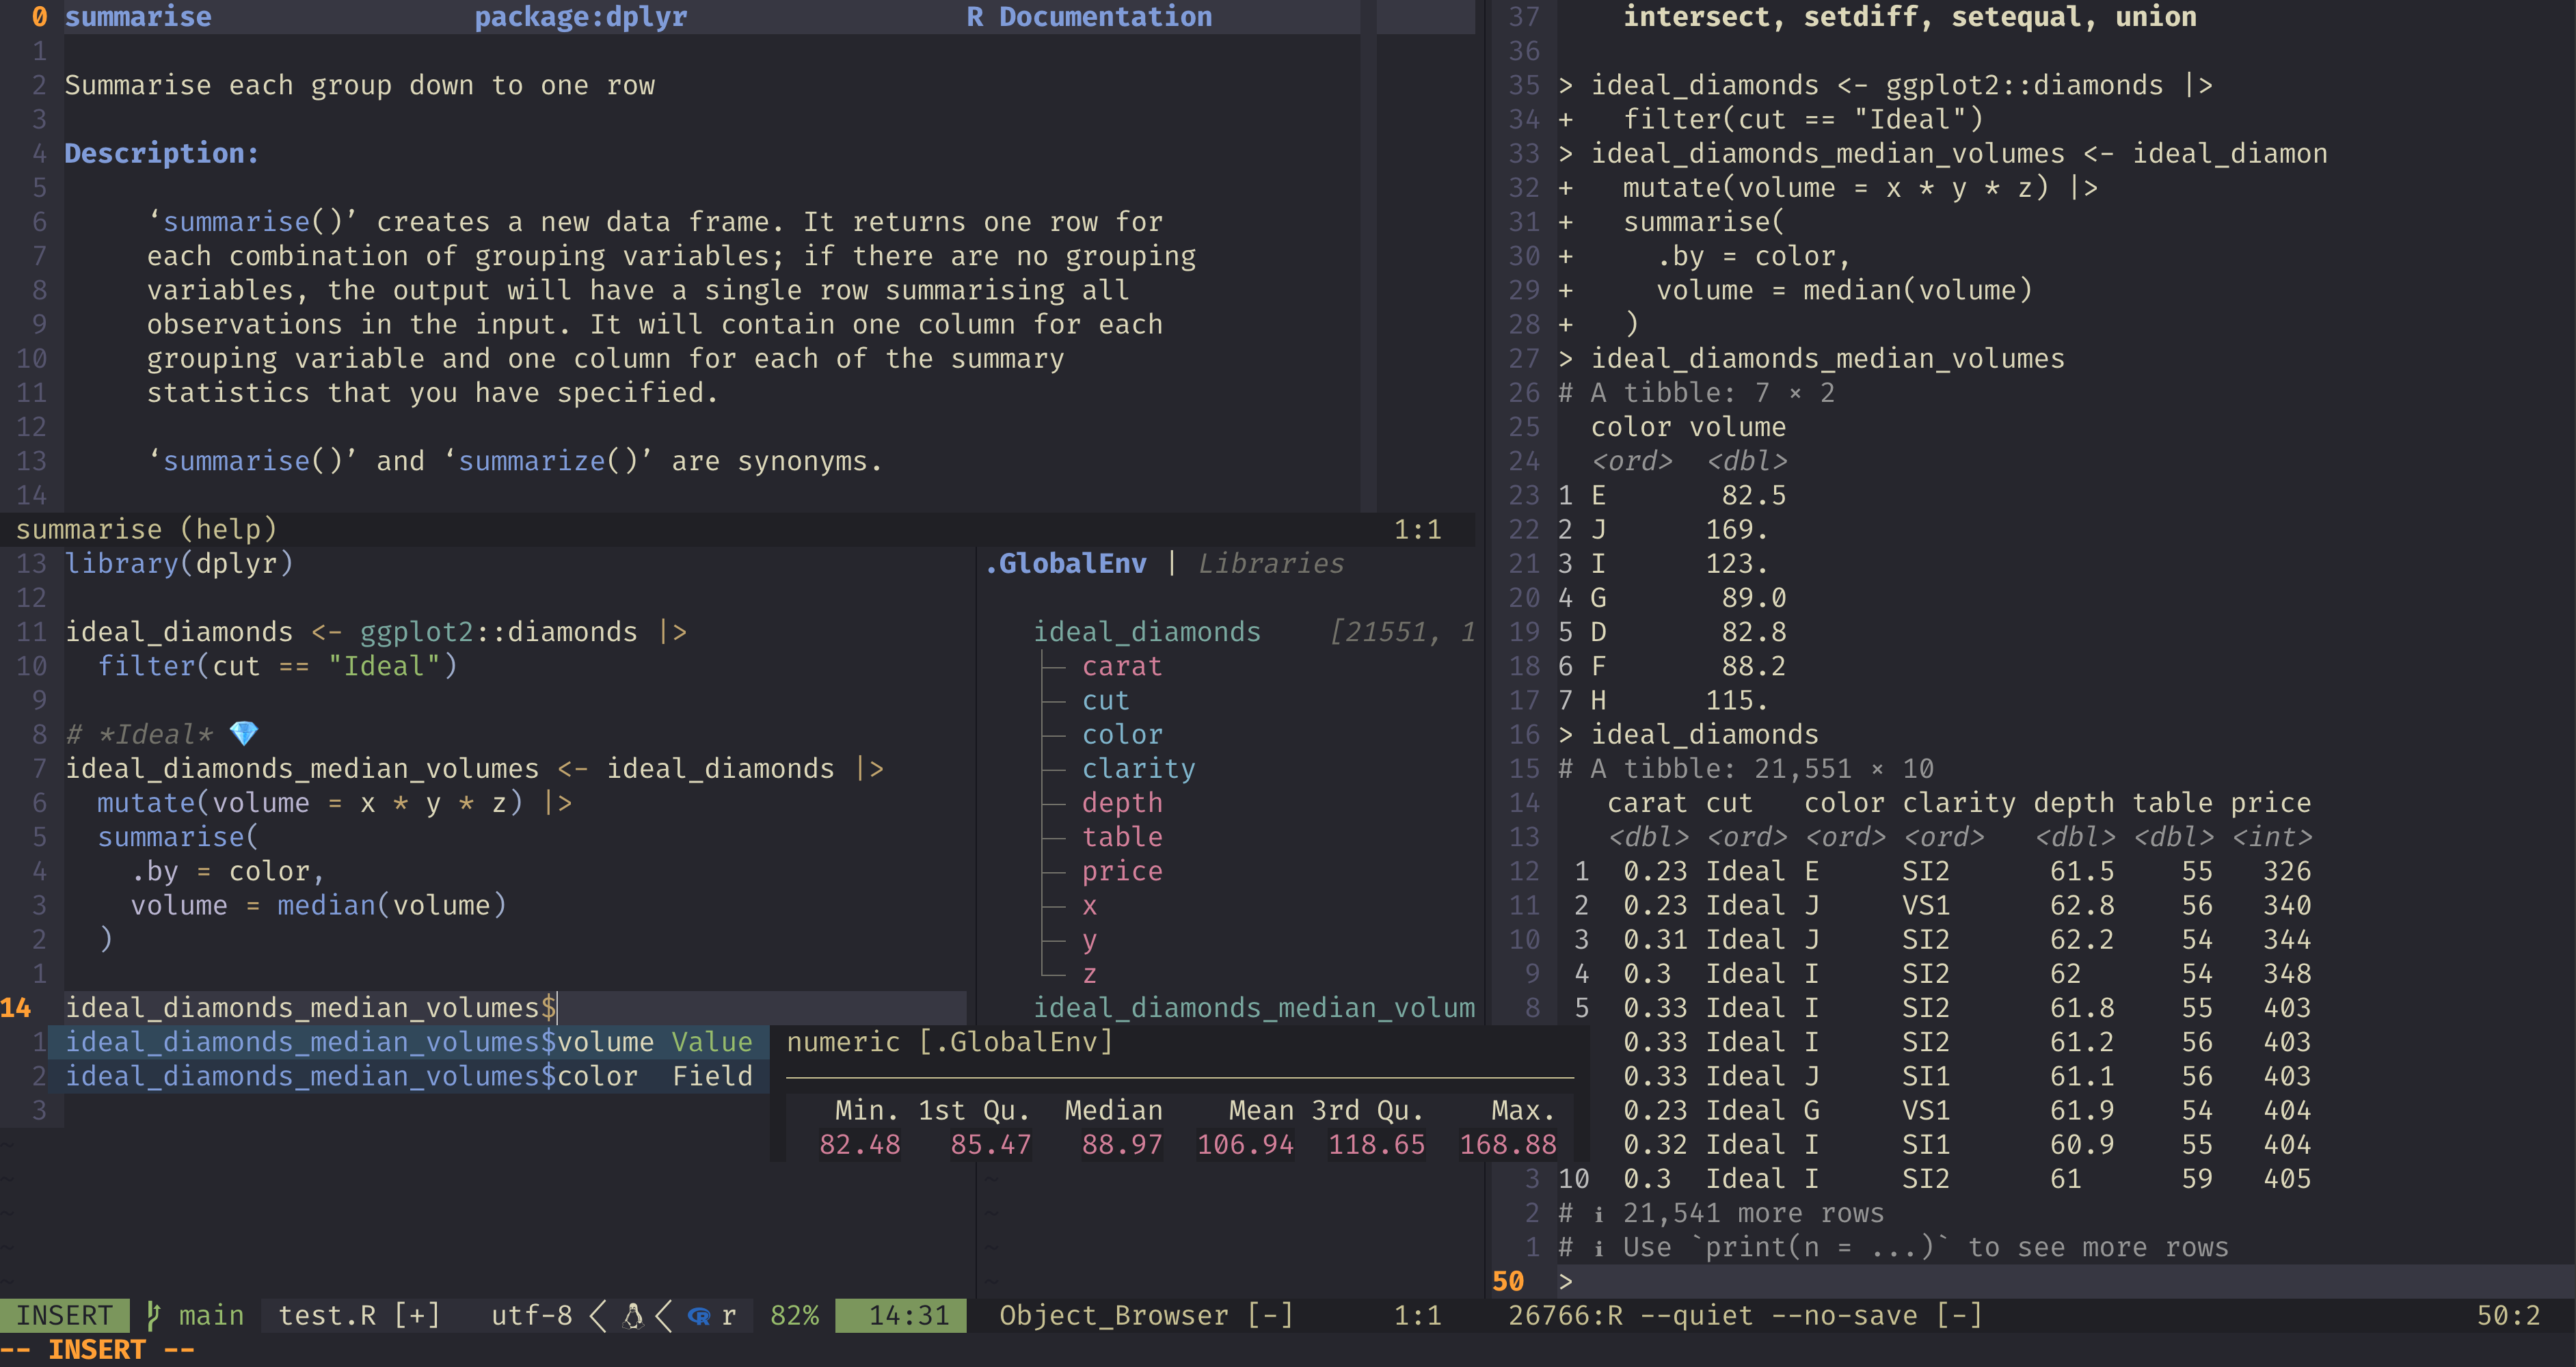 0 summarise package:dplyr R Documentation
1
2 Summarise each group down to one row
3
4 Description:
5
6 ‘summarise()’ creates a new data frame. It returns one row for
7 each combination of grouping variables; if there are no grouping
8 variables, the output will have a single row summarising all
9 observations in the input. It will contain one column for each
10 grouping variable and one column for each of the summary
11 statistics that you have specified.
12
13 ‘summarise()’ and ‘summarize()’ are synonyms.
14
summarise (help) 1:1
13 library(dplyr)
12
11 ideal_diamonds <- ggplot2::diamonds |>
10 filter(cut == "Ideal")
9
8 # *Ideal* 💎
7 ideal_diamonds_median_volumes <- ideal_diamonds |>
6 mutate(volume = x * y * z) |>
5 summarise(
4 .by = color,
3 volume = median(volume)
2 )
1
14 ideal_diamonds_median_volumes$
1 ideal_diamonds_median_volumes$volume Value
2 ideal_diamonds_median_volumes$color Field
3
~
~
~
~
~
numeric [.GlobalEnv]
Min. 1st Qu. Median Mean 3rd Qu. Max.
82.48 85.47 88.97 106.94 118.65 168.88
.GlobalEnv | Libraries
ideal_diamonds [21551, 1
├─ carat
├─ cut
├─ color
├─ clarity
├─ depth
├─ table
├─ price
├─ x
├─ y
└─ z
ideal_diamonds_median_volum
~
~
~
~
37 intersect, setdiff, setequal, union
36
35 > ideal_diamonds <- ggplot2::diamonds |>
34 + filter(cut == "Ideal")
33 > ideal_diamonds_median_volumes <- ideal_diamon
32 + mutate(volume = x * y * z) |>
31 + summarise(
30 + .by = color,
29 + volume = median(volume)
28 + )
27 > ideal_diamonds_median_volumes
26 # A tibble: 7 × 2
25 color volume
24 <ord> <dbl>
23 1 E 82.5
22 2 J 169.
21 3 I 123.
20 4 G 89.0
19 5 D 82.8
18 6 F 88.2
17 7 H 115.
16 > ideal_diamonds
15 # A tibble: 21,551 × 10
14 carat cut color clarity depth table price
13 <dbl> <ord> <ord> <ord> <dbl> <dbl> <int>
12 1 0.23 Ideal E SI2 61.5 55 326
11 2 0.23 Ideal J VS1 62.8 56 340
10 3 0.31 Ideal J SI2 62.2 54 344
9 4 0.3 Ideal I SI2 62 54 348
8 5 0.33 Ideal I SI2 61.8 55 403
0.33 Ideal I SI2 61.2 56 403
0.33 Ideal J SI1 61.1 56 403
0.23 Ideal G VS1 61.9 54 404
0.32 Ideal I SI1 60.9 55 404
3 10 0.3 Ideal I SI2 61 59 405
2 # ℹ 21,541 more rows
1 # ℹ Use `print(n = ...)` to see more rows
50 >
INSERT main test.R [+] utf-8 < < r 82% 14:31 Object_Browser [-] 1:1 26766:R --quiet --no-save [-] 50:2
-- INSERT --